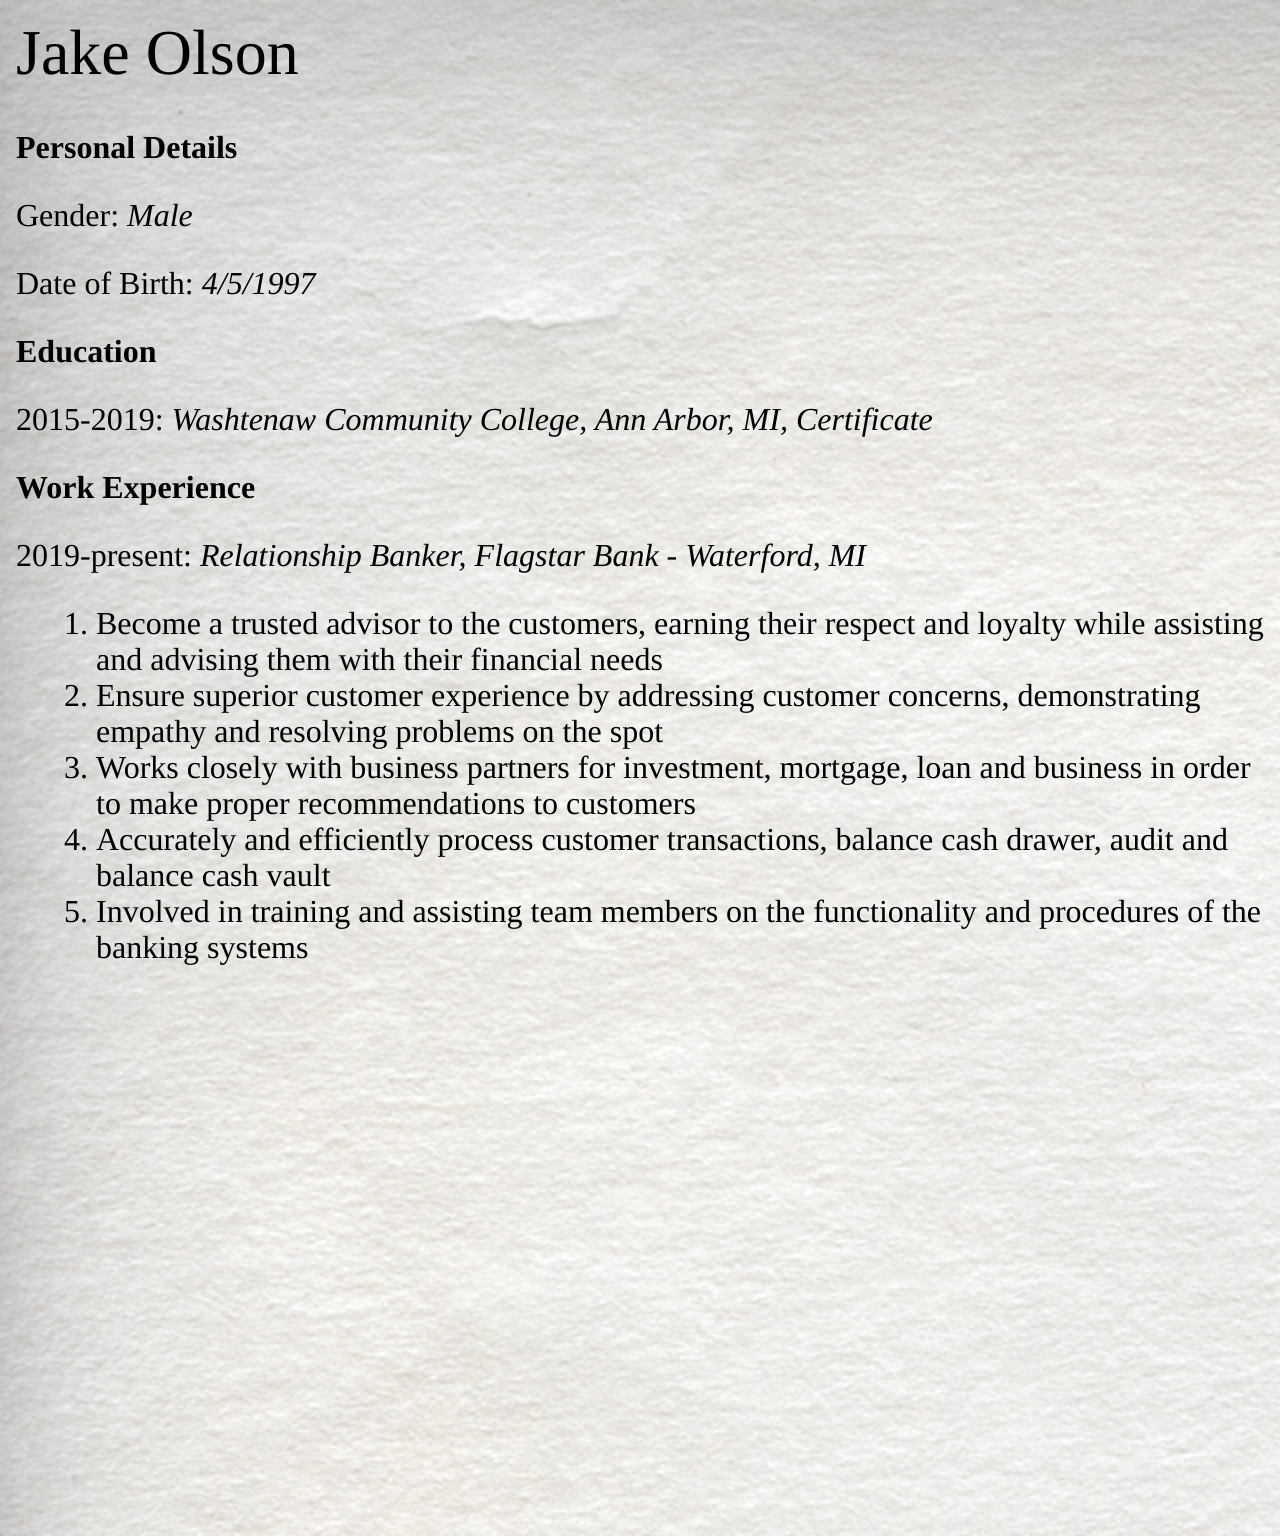 Jake Olson
Personal Details
Gender: Male
Date of Birth: 4/5/1997
Education
2015-2019: Washtenaw Community College, Ann Arbor, MI, Certificate
Work Experience
2019-present: Relationship Banker, Flagstar Bank - Waterford, MI
1. Become a trusted advisor to the customers, earning their respect and loyalty while assisting
and advising them with their financial needs
2. Ensure superior customer experience by addressing customer concerns, demonstrating
empathy and resolving problems on the spot
3. Works closely with business partners for investment, mortgage, loan and business in order
to make proper recommendations to customers
4. Accurately and efficiently process customer transactions, balance cash drawer, audit and
balance cash vault
5. Involved in training and assisting team members on the functionality and procedures of the
banking systems